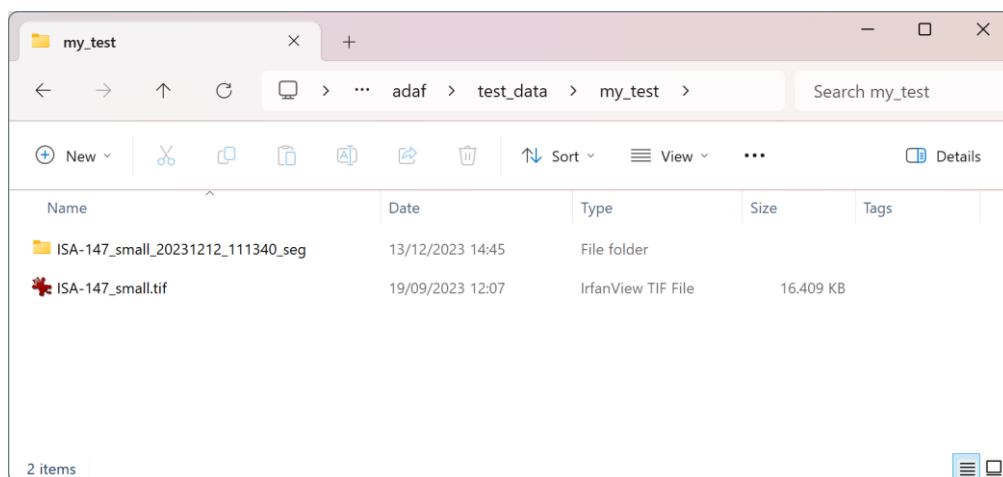 my_test
adaf > test_data > my_test >
Search my_test
New
Sort
View
Details
Name Date Type Size Tags
ISA-147_small_20231212_111340_seg 13/12/2023 14:45 File folder
ISA-147_small.tif 19/09/2023 12:07 IrfanView TIF File 16.409 KB
2 items